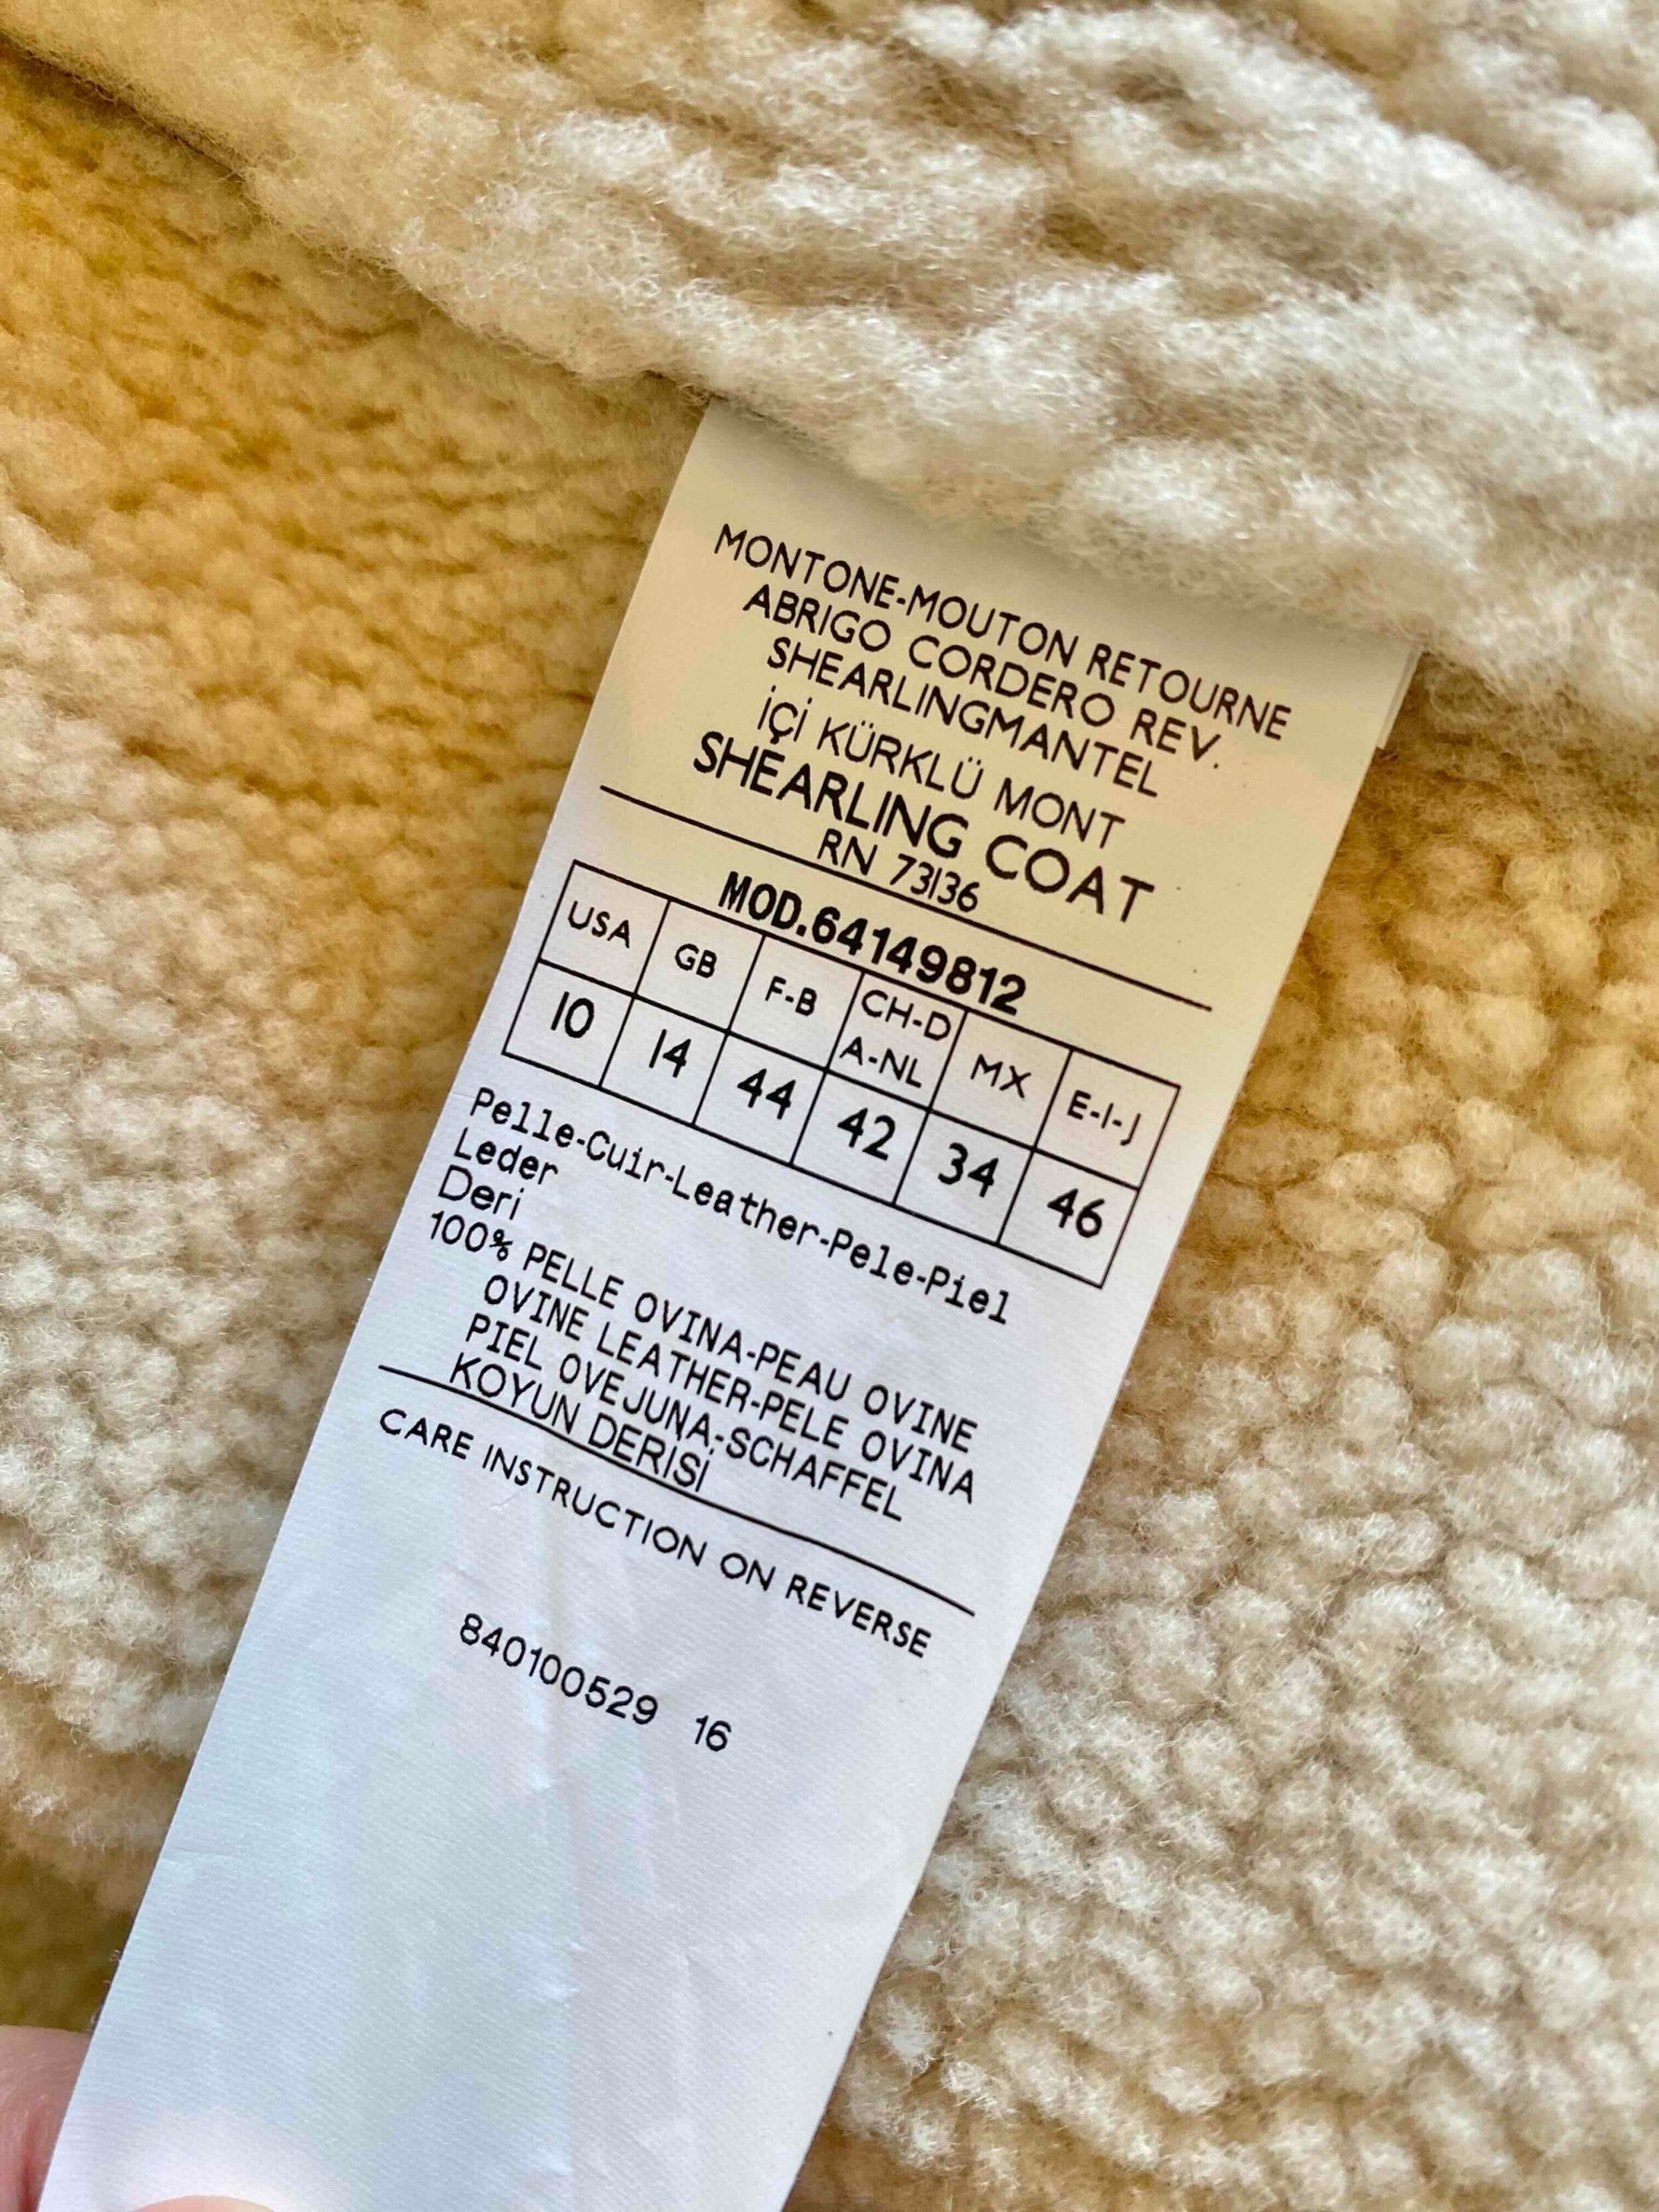 MONTONE-MOUTON RETOURNE
ABRIGO CORDERO REV.
SHEARLINGMANTEL
İÇİ KÜRKLÜ MONT
SHEARLING COAT
RN 73136
MOD.64149812
USA GB F-B CH-D A-NL MX E-I-J
10 14 44 42 34 46
Pelle-Cuir-Leather-Pele-Piel
Leder
Deri
100% PELLE OVINA-PEAU OVINE
OVINE LEATHER-PELE OVINA
PIEL OVEJUNA-SCHAFFEL
KOYUN DERİSİ
CARE INSTRUCTION ON REVERSE
840100529 16